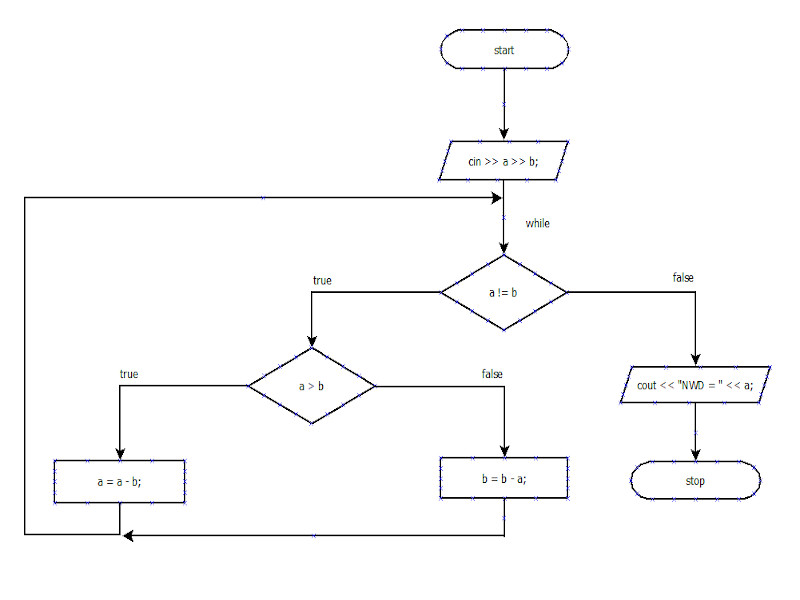 start
cin >> a >> b;
while
a != b
true
false
a > b
true
false
cout << "NWD = " << a;
a = a - b;
b = b - a;
stop